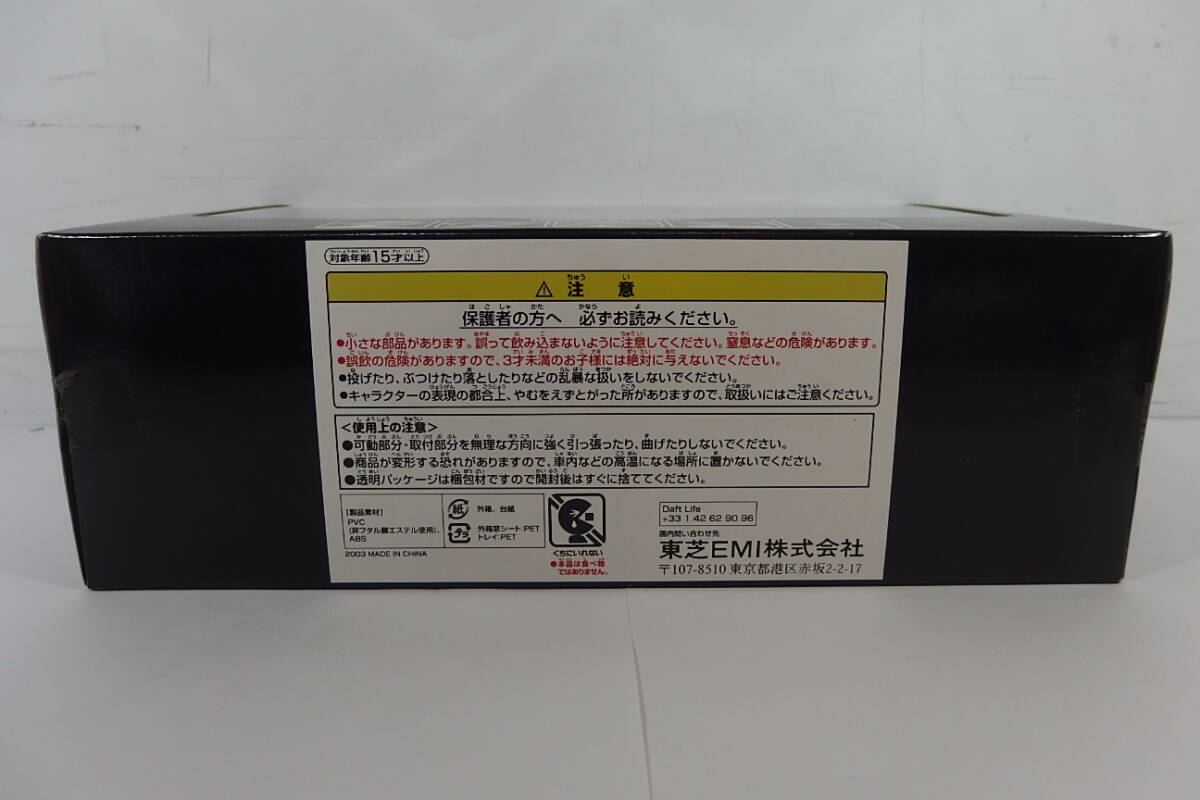 対象年齢15才以上
⚠ 注意
保護者の方へ 必ずお読みください。
●小さな部品があります。誤って飲み込まないように注意してください。窒息などの危険があります。
●誤飲の危険がありますので、3才未満のお子様には絶対に与えないでください。
●投げたり、ぶつけたり落としたりなどの乱暴な扱いをしないでください。
●キャラクターの表現の都合上、やむをえずとがった所がありますので、取扱いにはご注意ください。
＜使用上の注意＞
●可動部分・取付部分を無理な方向に強く引っ張ったり、曲げたりしないでください。
●商品が変形する恐れがありますので、車内などの高温になる場所に置かないでください。
●透明パッケージは梱包材ですので開封後はすぐに捨ててください。
[製品素材]
PVC
(非フタル酸エステル使用)、
ABS
2003 MADE IN CHINA
紙 外箱、台紙
プラ 外箱窓シート:PET
トレイ:PET
くちにいれない
●本品は食べ物
ではありません。
Daft Life
+33 1 42 62 90 96
国内問い合わせ先
東芝EMI株式会社
〒107-8510 東京都港区赤坂2-2-17